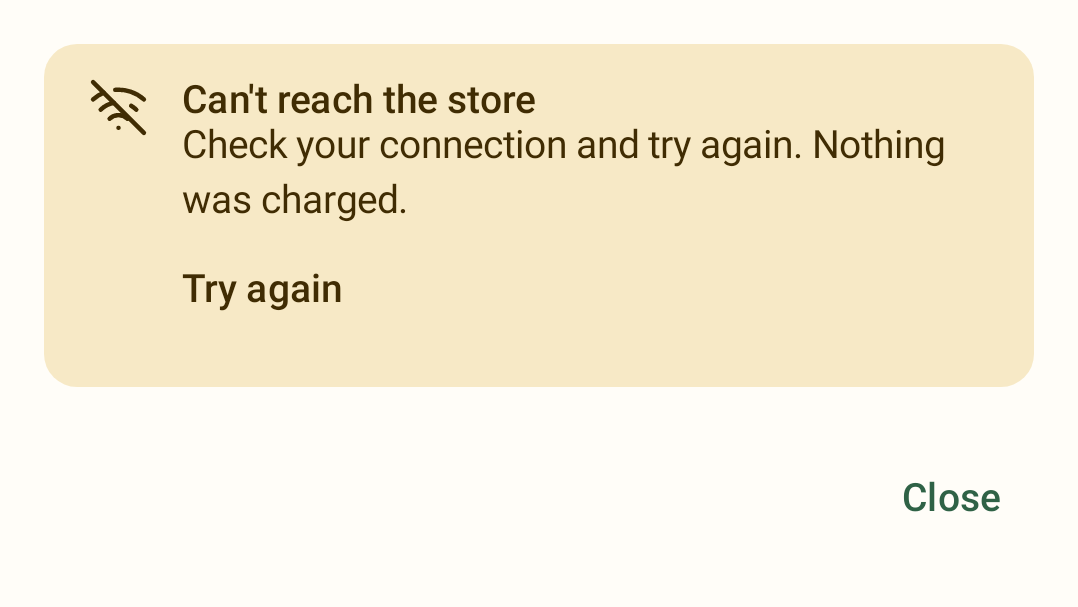 Can't reach the store
Check your connection and try again. Nothing
was charged.
Try again
Close